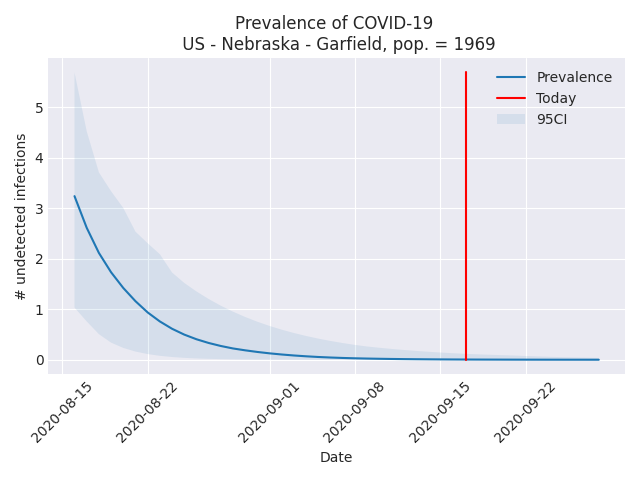 Prevalence of COVID-19
US - Nebraska - Garfield, pop. = 1969
Prevalence
Today
95CI
# undetected infections
5
4
3
2
1
0
2020-08-15
2020-08-22
2020-09-01
2020-09-08
2020-09-15
2020-09-22
Date